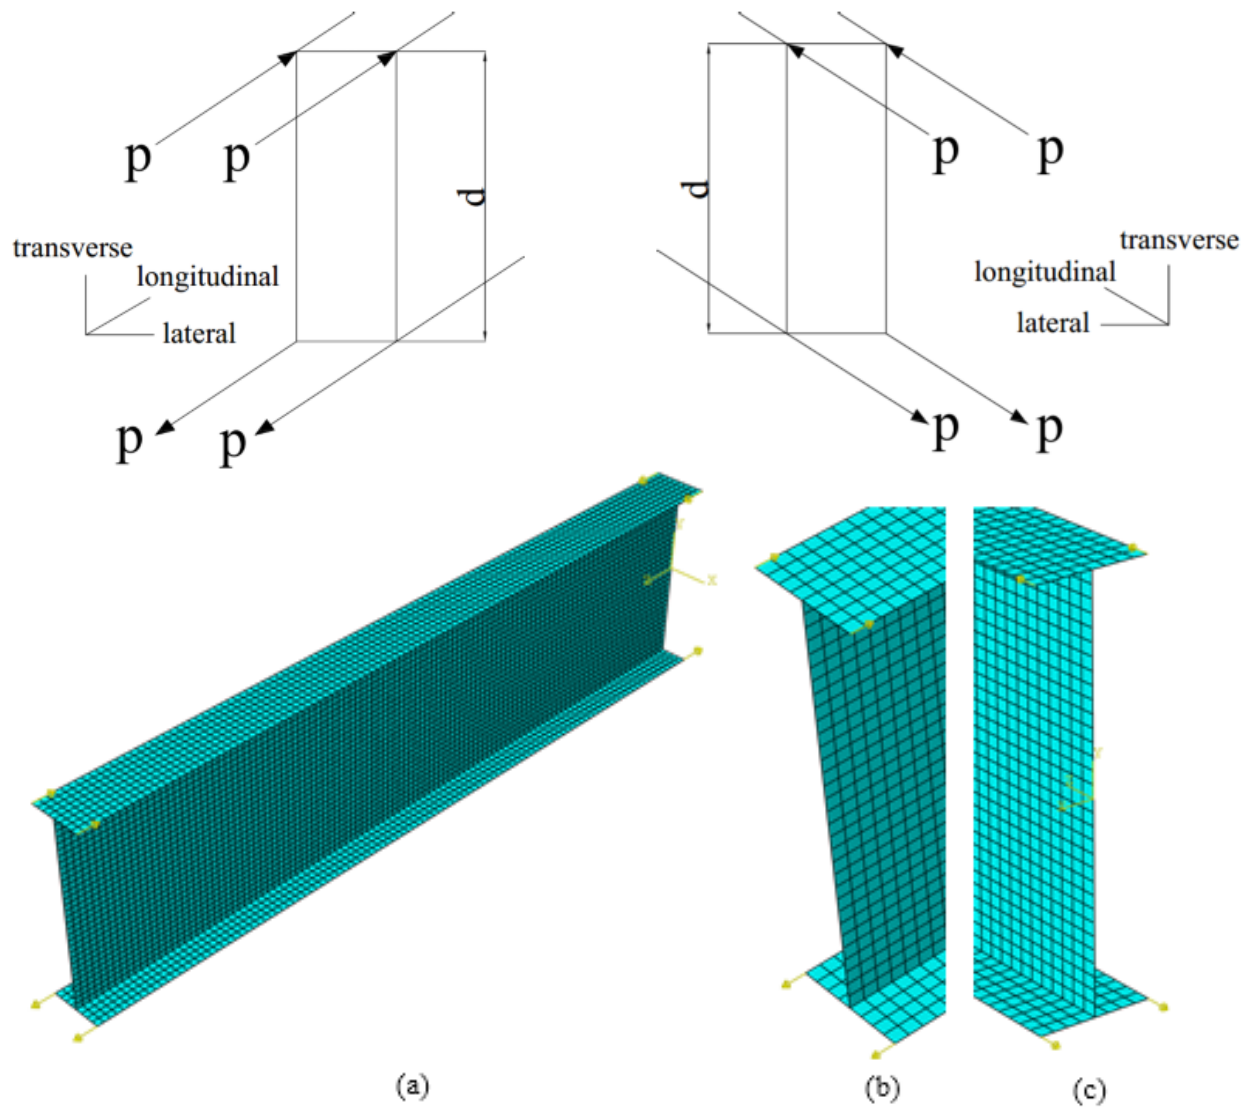 p p
d
transverse
longitudinal
lateral
p p
d
p p
transverse
longitudinal
lateral
p p
Y
X
Y
(a)
(b)
(c)